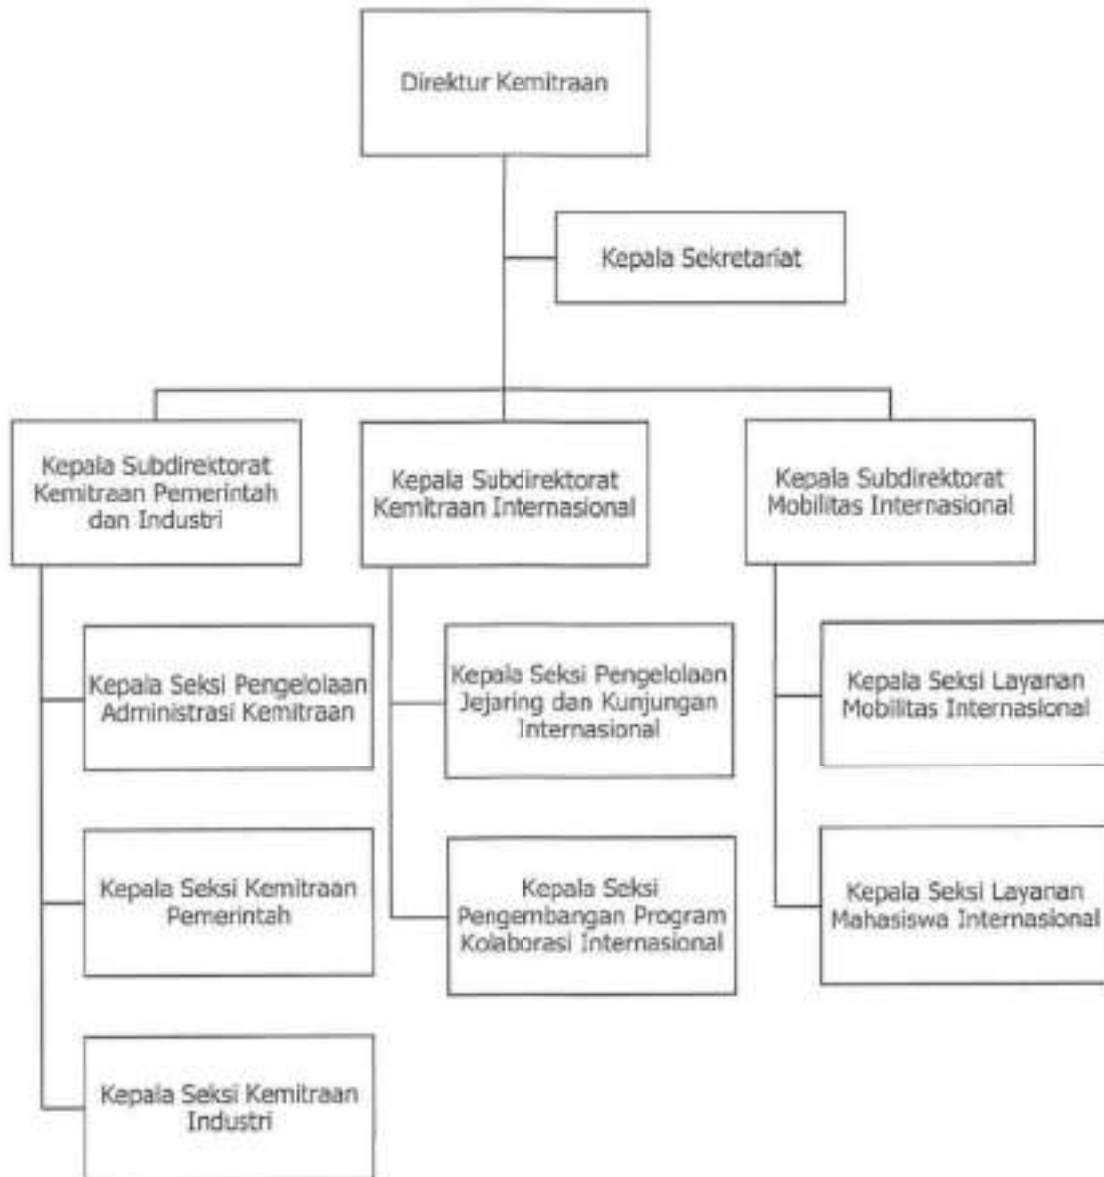 Direktur Kemitraan
Kepala Sekretariat
Kepala Subdirektorat
Kemitraan Pemerintah
dan Industri
Kepala Subdirektorat
Kemitraan Internasional
Kepala Subdirektorat
Mobilitas Internasional
Kepala Seksi Pengelolaan
Administrasi Kemitraan
Kepala Seksi Pengelolaan
Jejaring dan Kunjungan
Internasional
Kepala Seksi Layanan
Mobilitas Internasional
Kepala Seksi Kemitraan
Pemerintah
Kepala Seksi
Pengembangan Program
Kolaborasi Internasional
Kepala Seksi Layanan
Mahasiswa Internasional
Kepala Seksi Kemitraan
Industri